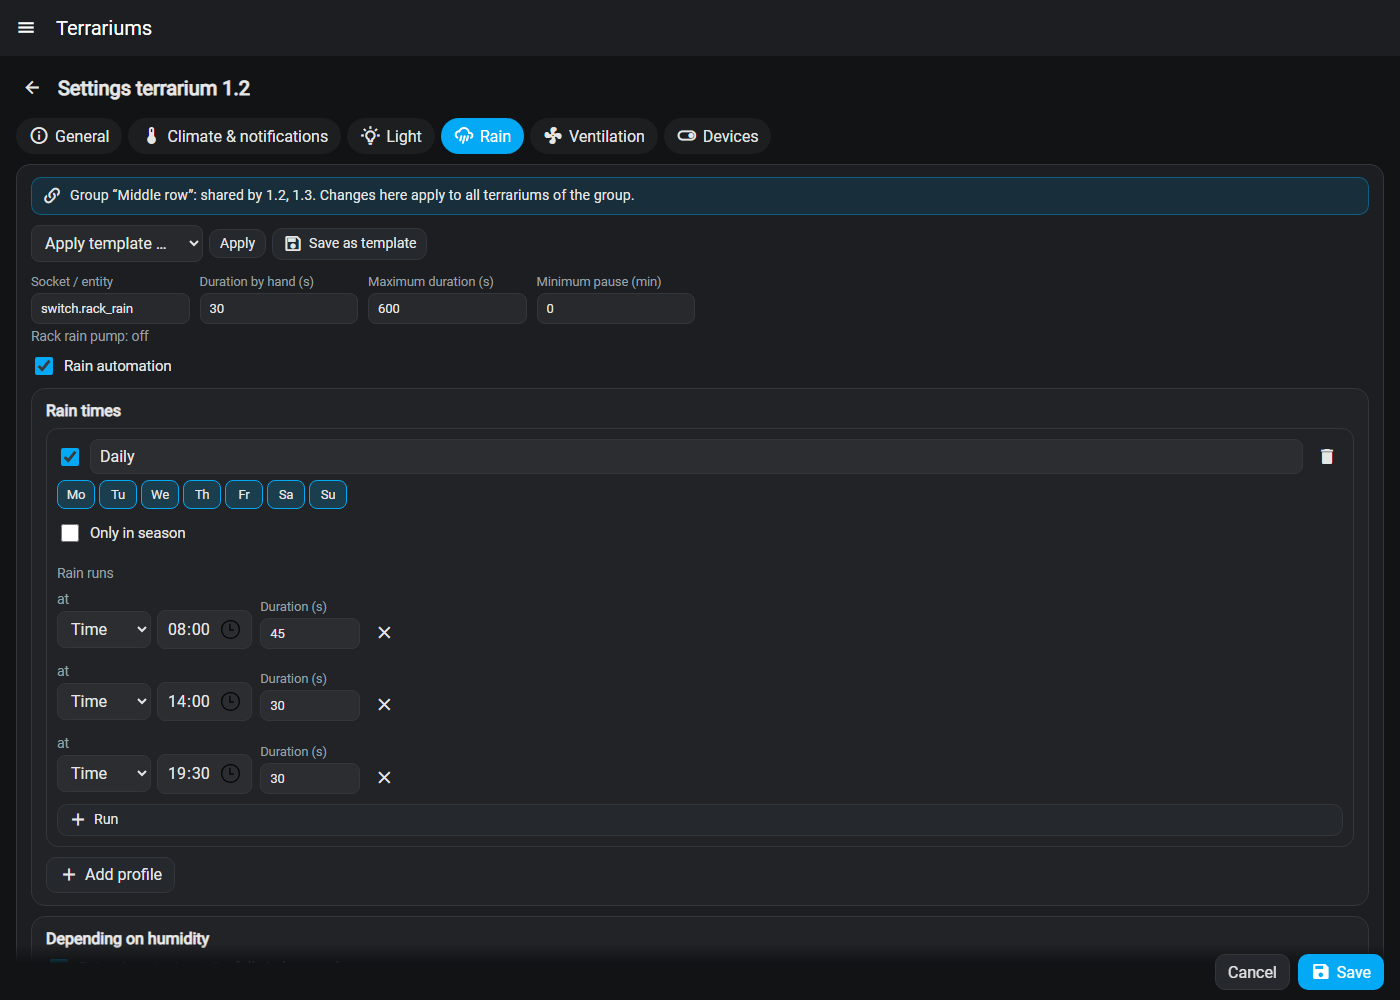 Terrariums
Settings terrarium 1.2
General
Climate & notifications
Light
Rain
Ventilation
Devices
Group “Middle row”: shared by 1.2, 1.3. Changes here apply to all terrariums of the group.
Apply template ...
Apply
Save as template
Socket / entity
Duration by hand (s)
Maximum duration (s)
Minimum pause (min)
switch.rack_rain
30
600
0
Rack rain pump: off
Rain automation
Rain times
Daily
Mo
Tu
We
Th
Fr
Sa
Su
Only in season
Rain runs
at
Duration (s)
Time
08:00
45
at
Duration (s)
Time
14:00
30
at
Duration (s)
Time
19:30
30
Run
Add profile
Depending on humidity
Cancel
Save